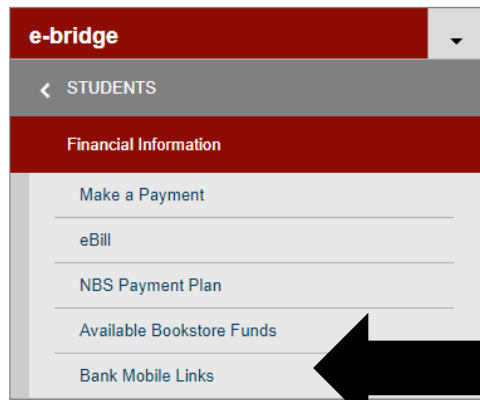 e-bridge
STUDENTS
Financial Information
Make a Payment
eBill
NBS Payment Plan
Available Bookstore Funds
Bank Mobile Links